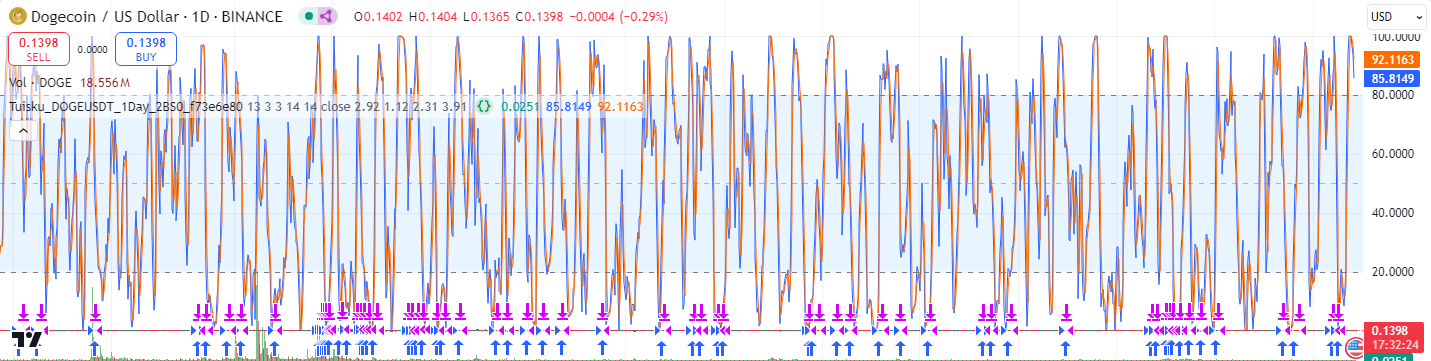 Dogecoin / US Dollar · 1D · BINANCE O0.1402 H0.1404 L0.1365 C0.1398 −0.0004 (−0.29%)
USD
100.0000
0.1398
SELL
0.0000
0.1398
BUY
92.1163
85.8149
Vol · DOGE 18.556M
80.0000
Tuisku_DOGEUSDT_1Day_2BS0_f73e6e80 13 3 3 14 14 close 2.92 1.12 2.31 3.91 {} 0.0251 85.8149 92.1163
60.0000
40.0000
20.0000
0.1398
17:32:24
0.0251